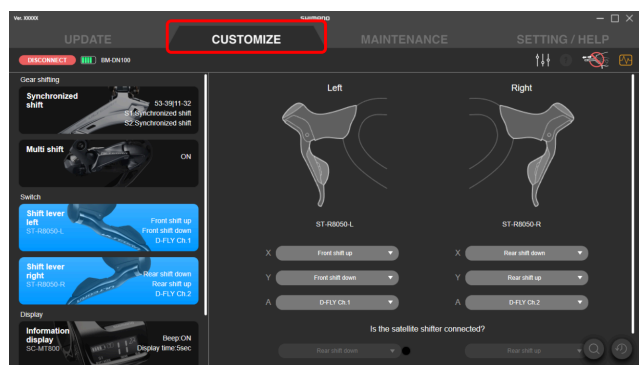 Ver. XXXXX
SHIMANO
UPDATE
CUSTOMIZE
MAINTENANCE
SETTING / HELP
DISCONNECT
BM-DN100
Gear shifting
Synchronized
shift
53-39|11-32
S1:Synchronized shift
S2:Synchronized shift
Multi shift
ON
Switch
Shift lever
left
ST-R8050-L
Front shift up
Front shift down
D-FLY Ch.1
Shift lever
right
ST-R8050-R
Rear shift down
Rear shift up
D-FLY Ch.2
Display
Information
display
SC-MT800
Beep:ON
Display time:5sec
Left
Right
ST-R8050-L
ST-R8050-R
X Front shift up
X Rear shift down
Y Front shift down
Y Rear shift up
A D-FLY Ch.1
A D-FLY Ch.2
Is the satellite shifter connected?
Rear shift down
Rear shift up